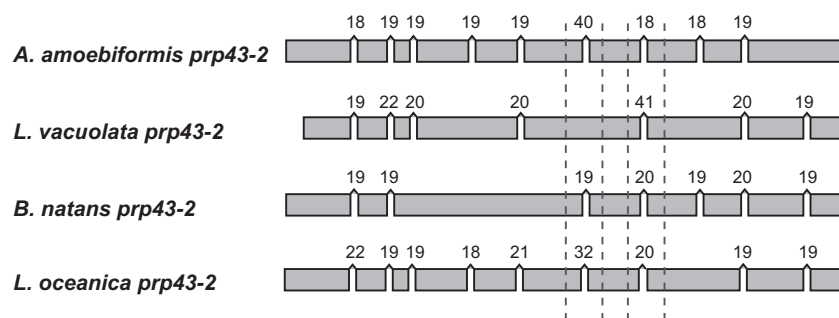 18 19 19 19 19 40 18 18 19
A. amoebiformis prp43-2
19 22 20 20 41 20 19
L. vacuolata prp43-2
19 19 19 20 19 20 19
B. natans prp43-2
22 19 19 18 21 32 20 19 19
L. oceanica prp43-2